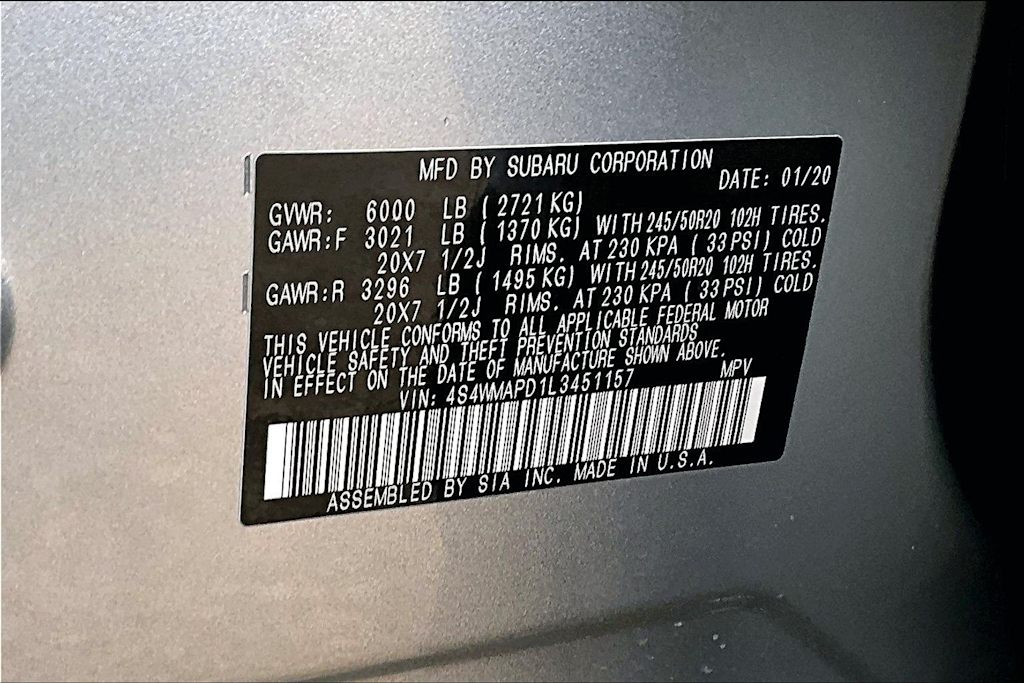 MFD BY SUBARU CORPORATION
DATE: 01/20
GVWR: 6000 LB ( 2721 KG)
GAWR:F 3021 LB ( 1370 KG) WITH 245/50R20 102H TIRES.
20X7 1/2J RIMS. AT 230 KPA ( 33 PSI) COLD
GAWR:R 3296 LB ( 1495 KG) WITH 245/50R20 102H TIRES.
20X7 1/2J RIMS. AT 230 KPA ( 33 PSI) COLD
THIS VEHICLE CONFORMS TO ALL APPLICABLE FEDERAL MOTOR
VEHICLE SAFETY AND THEFT PREVENTION STANDARDS
IN EFFECT ON THE DATE OF MANUFACTURE SHOWN ABOVE.
VIN: 4S4WMAPD1L3451157 MPV
ASSEMBLED BY SIA INC. MADE IN U.S.A.